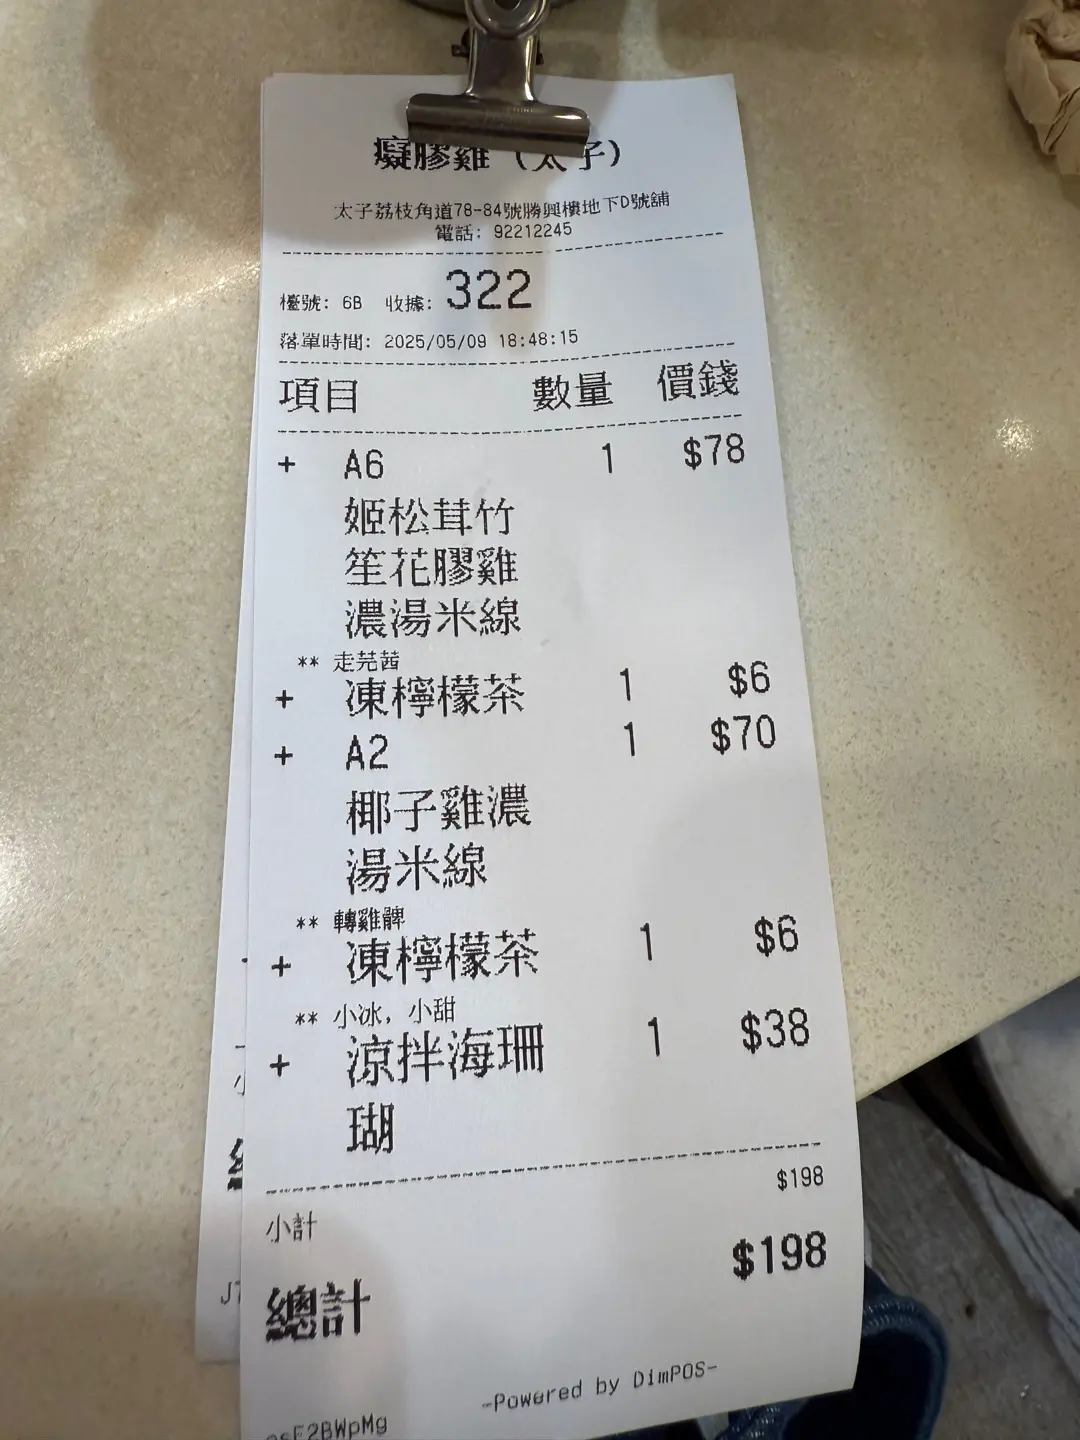 癡膠雞（太子）
太子荔枝角道78-84號勝興樓地下D號舖
電話: 92212245
檯號: 6B 收據: 322
落單時間: 2025/05/09 18:48:15
項目 數量 價錢
+ A6 1 $78
姬松茸竹
笙花膠雞
濃湯米線
** 走芫茜
+ 凍檸檬茶 1 $6
+ A2 1 $70
椰子雞濃
湯米線
** 轉雞髀
+ 凍檸檬茶 1 $6
** 小冰, 小甜
+ 涼拌海珊 1 $38
瑚
小計 $198
總計 $198
-Powered by DimPOS-